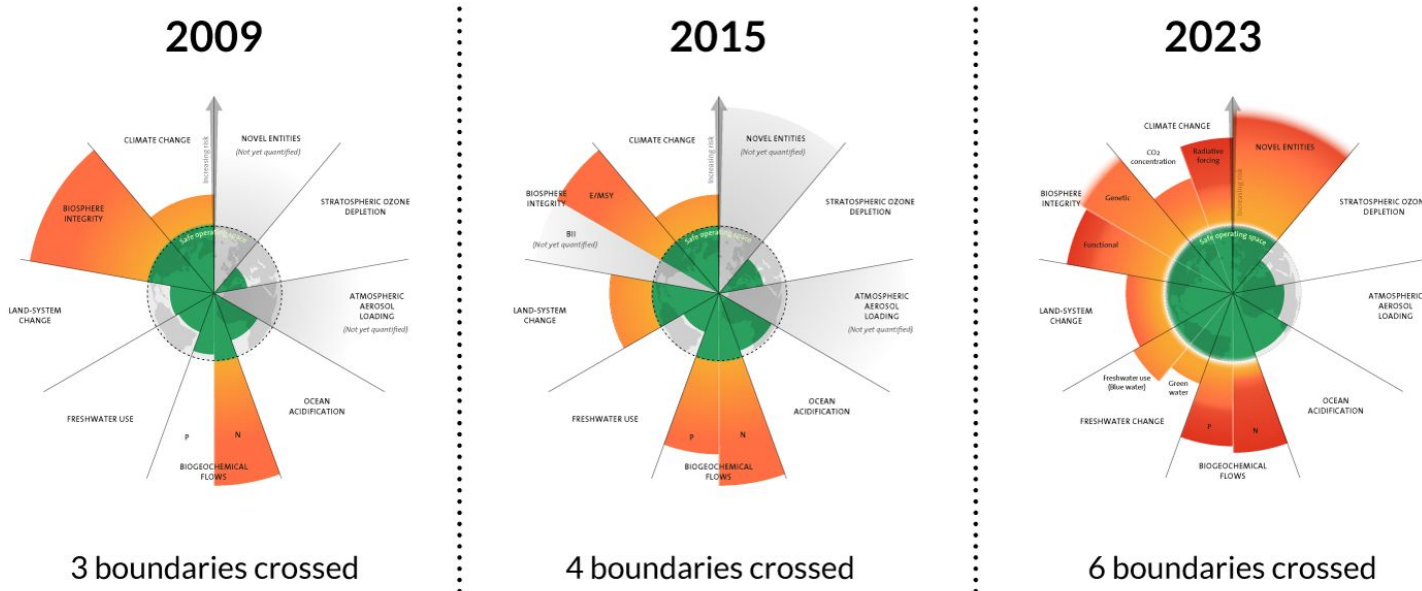 2009
CLIMATE CHANGE
NOVEL ENTITIES
(Not yet quantified)
Increasing risk
STRATOSPHERIC OZONE
DEPLETION
BIOSPHERE
INTEGRITY
Safe operating space
ATMOSPHERIC
AEROSOL
LOADING
(Not yet quantified)
LAND-SYSTEM
CHANGE
OCEAN
ACIDIFICATION
FRESHWATER USE
P
N
BIOGEOCHEMICAL
FLOWS
3 boundaries crossed
2015
CLIMATE CHANGE
NOVEL ENTITIES
(Not yet quantified)
Increasing risk
STRATOSPHERIC OZONE
DEPLETION
BIOSPHERE
INTEGRITY
E/MSY
BII
(Not yet quantified)
Safe operating space
ATMOSPHERIC
AEROSOL
LOADING
(Not yet quantified)
LAND-SYSTEM
CHANGE
OCEAN
ACIDIFICATION
FRESHWATER USE
P
N
BIOGEOCHEMICAL
FLOWS
4 boundaries crossed
2023
CLIMATE CHANGE
CO2
concentration
Radiative
forcing
NOVEL ENTITIES
Increasing risk
STRATOSPHERIC OZONE
DEPLETION
BIOSPHERE
INTEGRITY
Genetic
Functional
Safe operating space
ATMOSPHERIC
AEROSOL
LOADING
LAND-SYSTEM
CHANGE
Freshwater use
(Blue water)
Green
water
OCEAN
ACIDIFICATION
FRESHWATER CHANGE
P
N
BIOGEOCHEMICAL
FLOWS
6 boundaries crossed